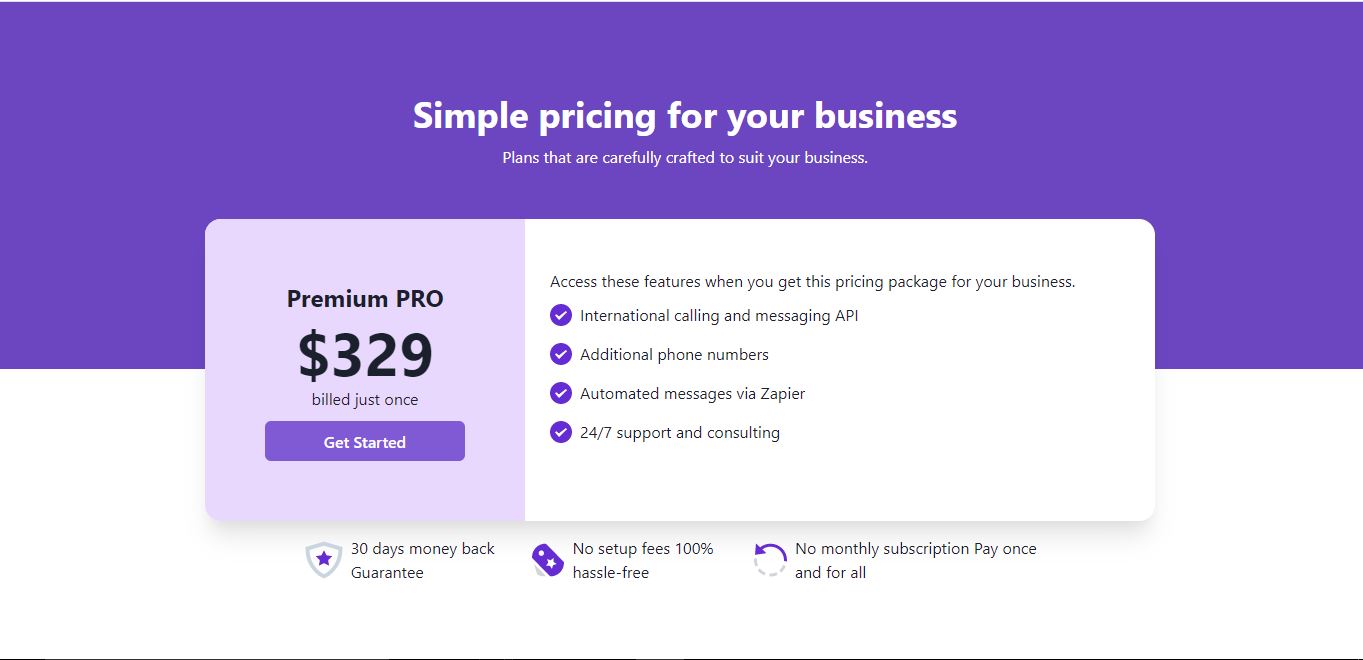 Simple pricing for your business
Plans that are carefully crafted to suit your business.
Premium PRO
$329
billed just once
Get Started
Access these features when you get this pricing package for your business.
International calling and messaging API
Additional phone numbers
Automated messages via Zapier
24/7 support and consulting
30 days money back
Guarantee
No setup fees 100%
hassle-free
No monthly subscription Pay once
and for all